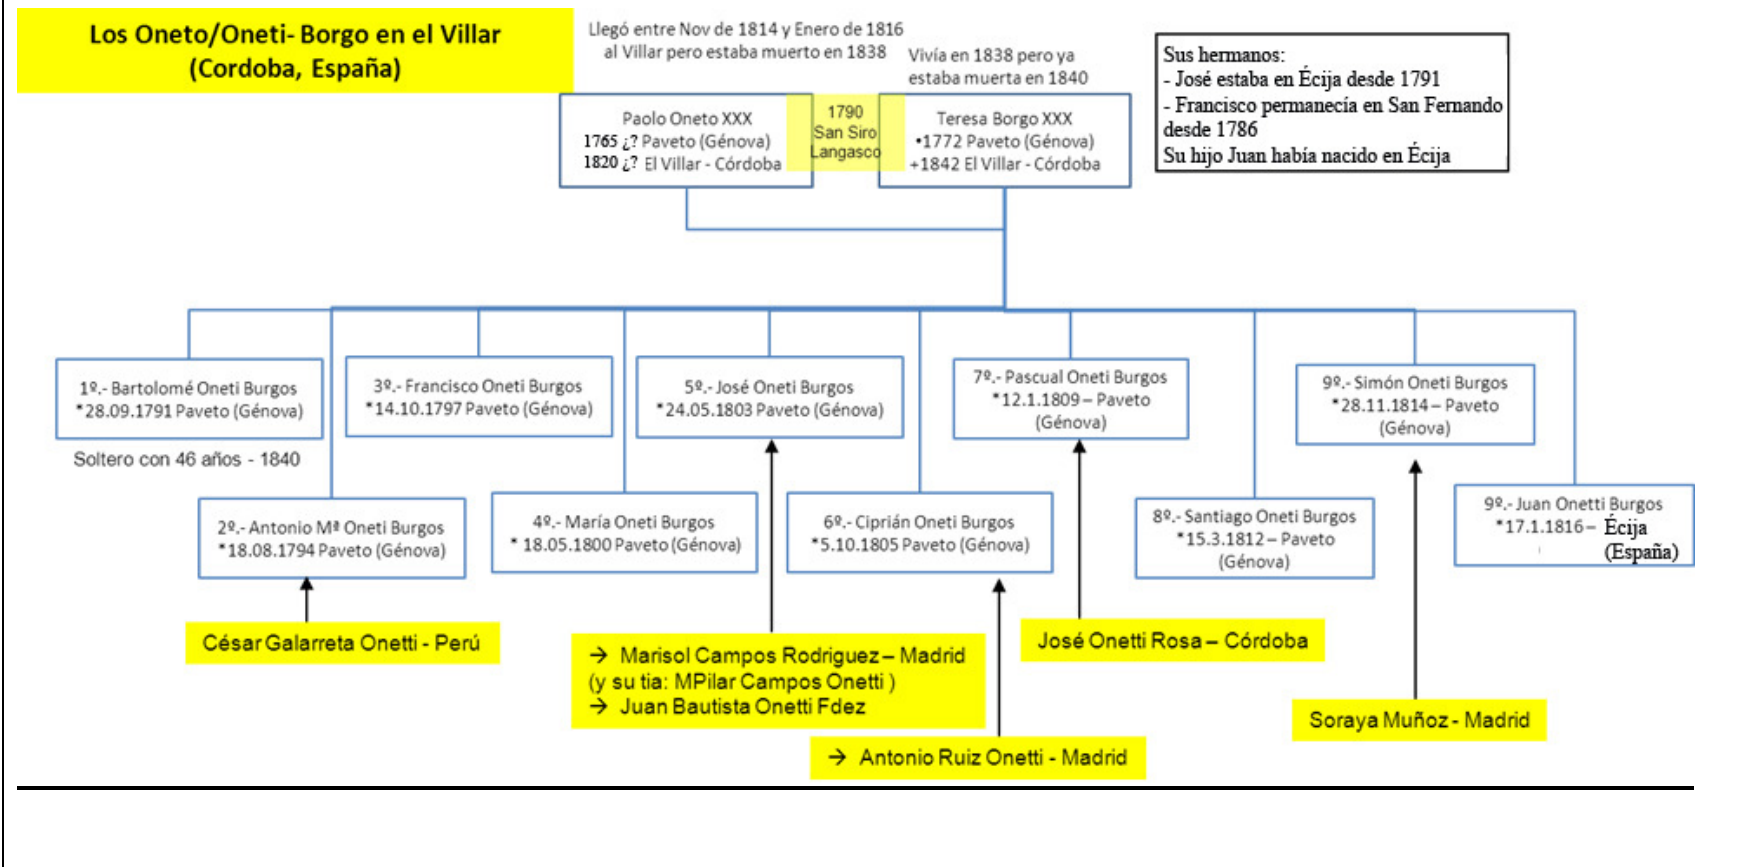 Los Oneto/Oneti- Borgo en el Villar
(Cordoba, España)
Llegó entre Nov de 1814 y Enero de 1816
al Villar pero estaba muerto en 1838
Vivía en 1838 pero ya
estaba muerta en 1840
Sus hermanos:
- José estaba en Écija desde 1791
- Francisco permanecía en San Fernando
desde 1786
Su hijo Juan había nacido en Écija
Paolo Oneto XXX
1765 ¿? Paveto (Génova)
1820 ¿? El Villar - Córdoba
1790
San Siro
Langasco
Teresa Borgo XXX
•1772 Paveto (Génova)
+1842 El Villar - Córdoba
1º.- Bartolomé Oneti Burgos
*28.09.1791 Paveto (Génova)
Soltero con 46 años - 1840
3º.- Francisco Oneti Burgos
*14.10.1797 Paveto (Génova)
5º.- José Oneti Burgos
*24.05.1803 Paveto (Génova)
7º.- Pascual Oneti Burgos
*12.1.1809 – Paveto
(Génova)
9º.- Simón Oneti Burgos
*28.11.1814 – Paveto
(Génova)
2º.- Antonio Mª Oneti Burgos
*18.08.1794 Paveto (Génova)
4º.- María Oneti Burgos
* 18.05.1800 Paveto (Génova)
6º.- Ciprián Oneti Burgos
*5.10.1805 Paveto (Génova)
8º.- Santiago Oneti Burgos
*15.3.1812 – Paveto
(Génova)
9º.- Juan Onetti Burgos
*17.1.1816 – Écija
(España)
César Galarreta Onetti - Perú
→ Marisol Campos Rodriguez – Madrid
(y su tia: MPilar Campos Onetti )
→ Juan Bautista Onetti Fdez
José Onetti Rosa – Córdoba
Soraya Muñoz - Madrid
→ Antonio Ruiz Onetti - Madrid